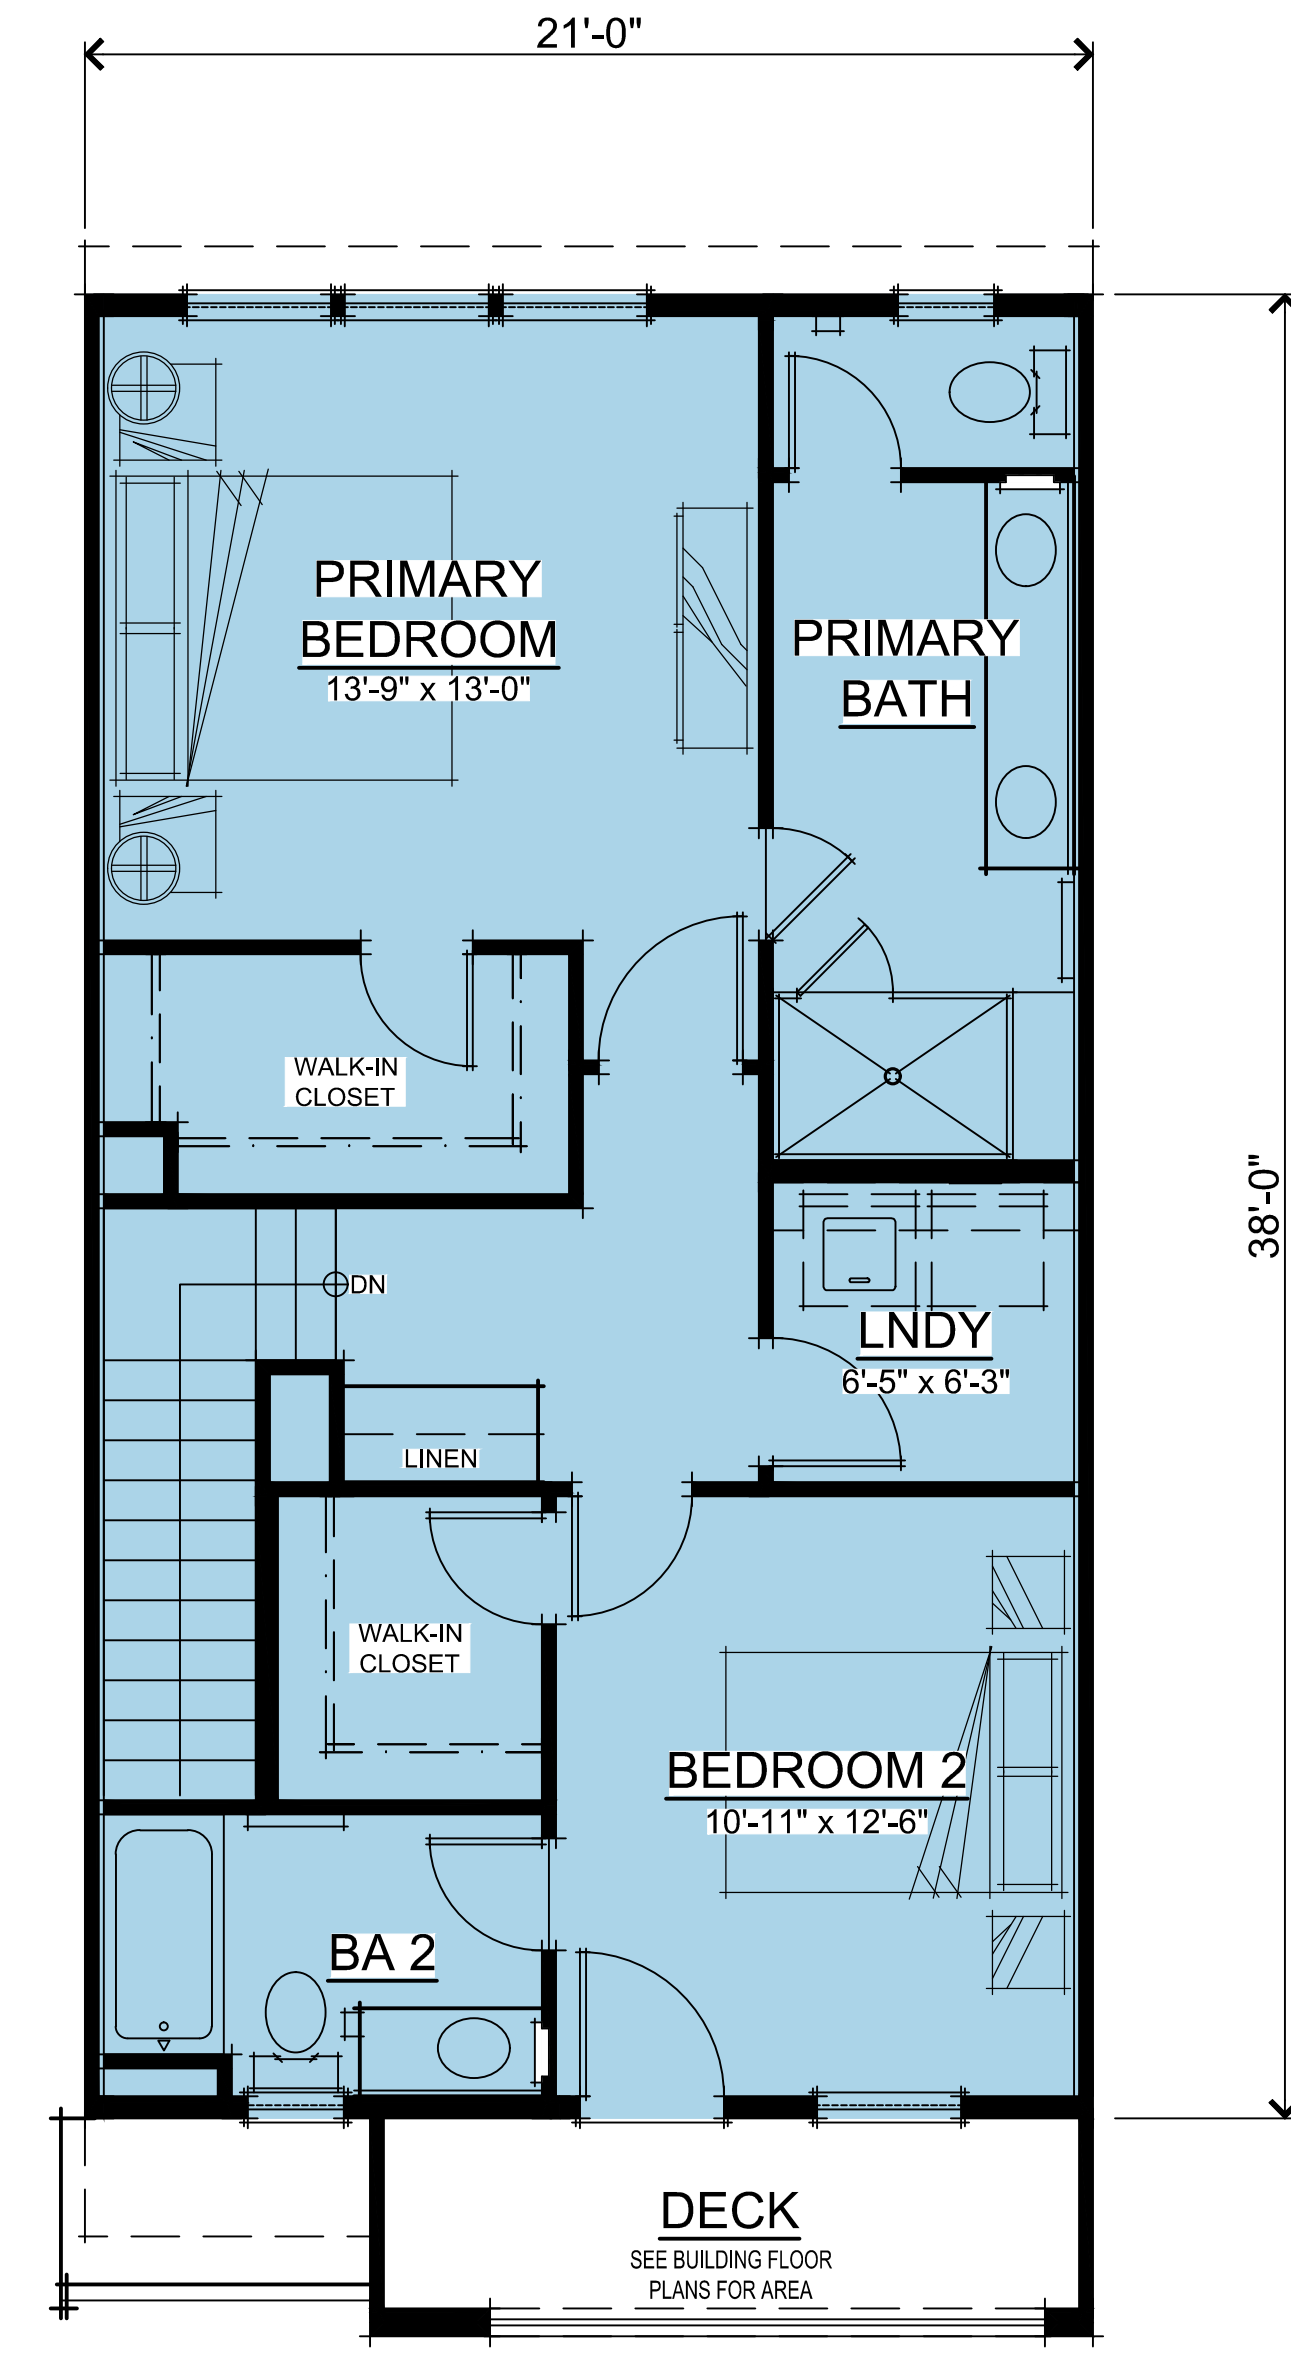 21'-0"
PRIMARY
BEDROOM
13'-9" x 13'-0"
PRIMARY
BATH
WALK-IN
CLOSET
38'-0"
DN
LNDY
6'-5" x 6'-3"
LINEN
WALK-IN
CLOSET
BEDROOM 2
10'-11" x 12'-6"
BA 2
DECK
SEE BUILDING FLOOR
PLANS FOR AREA